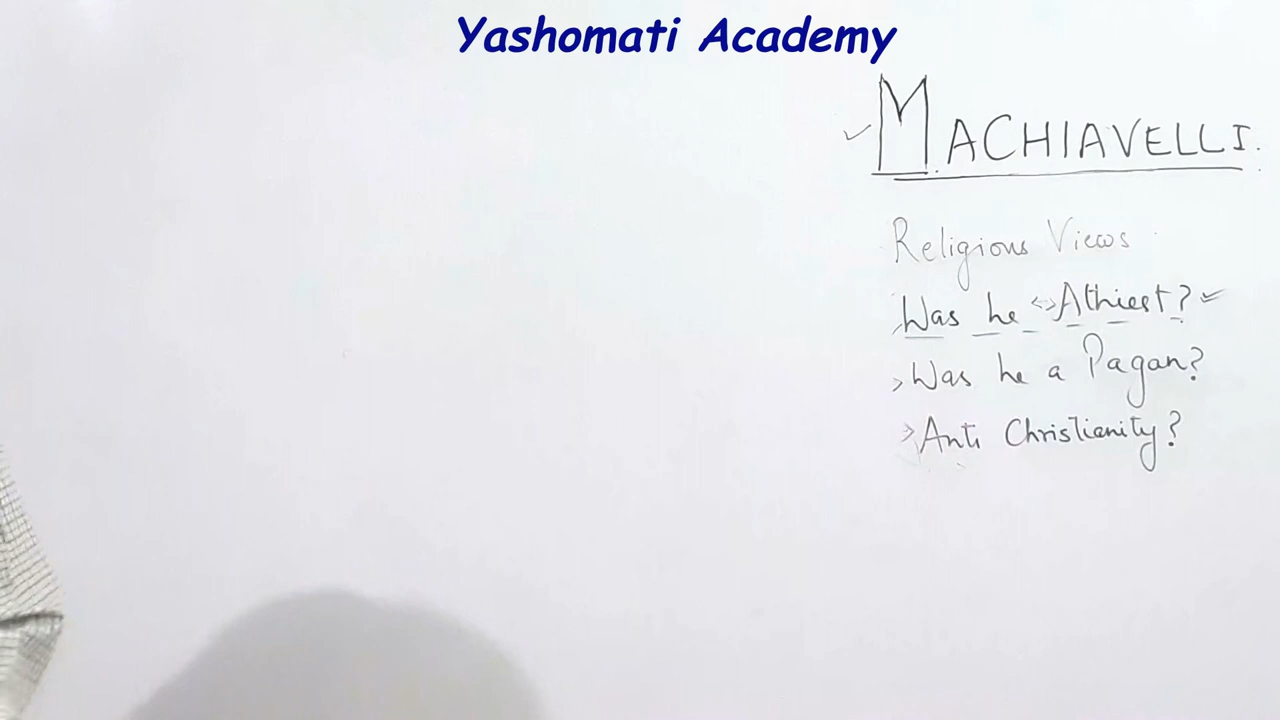 Yashomati Academy
MACHIAVELLI.
Religious Views
Was he Athiest?
Was he a Pagan?
Anti Christianity?